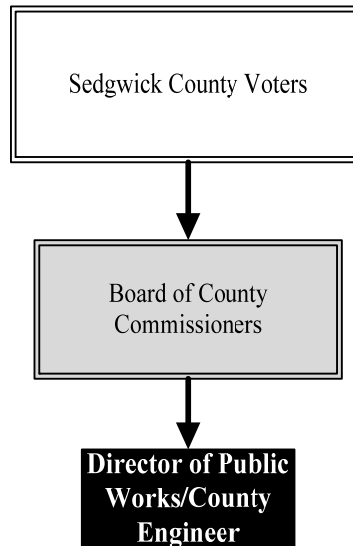 Sedgwick County Voters
Board of County
Commissioners
Director of Public
Works/County
Engineer